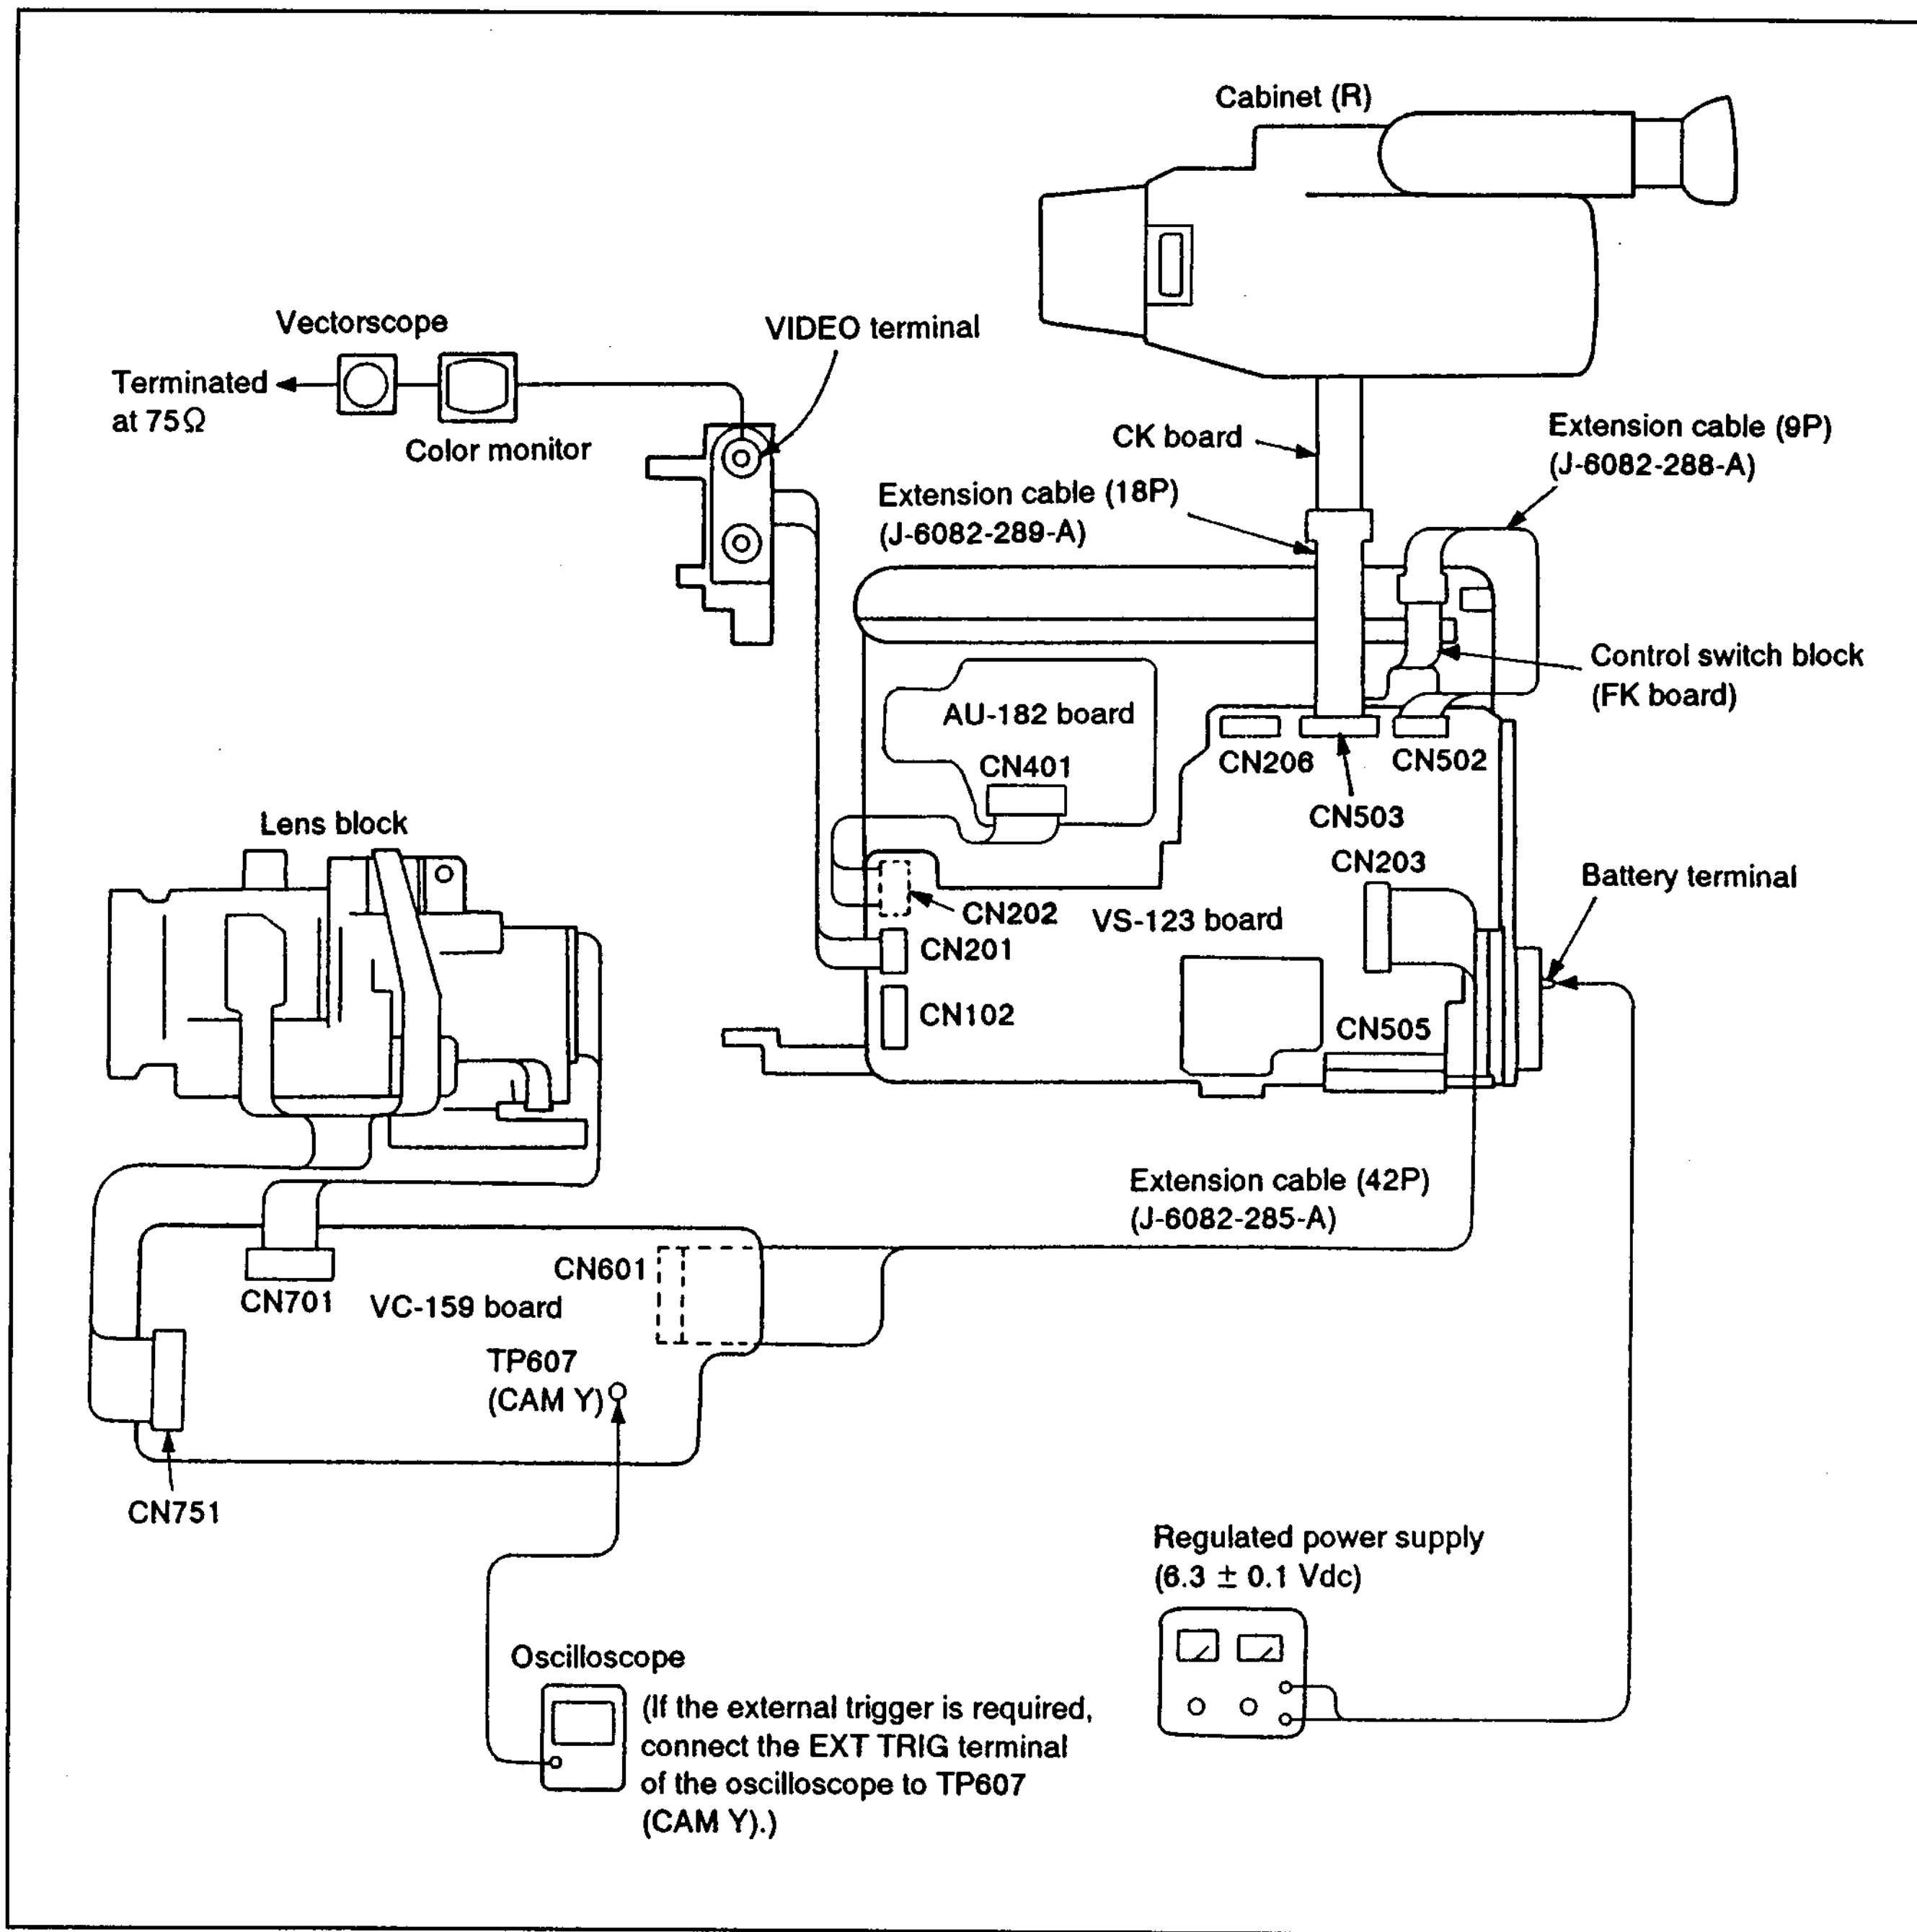 Cabinet (R)
Vectorscope
VIDEO terminal
Terminated
at 75Ω
Color monitor
CK board
Extension cable (9P)
(J-6082-288-A)
Extension cable (18P)
(J-6082-289-A)
Control switch block
(FK board)
AU-182 board
CN401
CN206
CN502
CN503
Lens block
CN203
Battery terminal
CN202
VS-123 board
CN201
CN102
CN505
Extension cable (42P)
(J-6082-285-A)
CN601
CN701
VC-159 board
TP607
(CAM Y)
CN751
Regulated power supply
(6.3 ± 0.1 Vdc)
Oscilloscope
(If the external trigger is required,
connect the EXT TRIG terminal
of the oscilloscope to TP607
(CAM Y).)